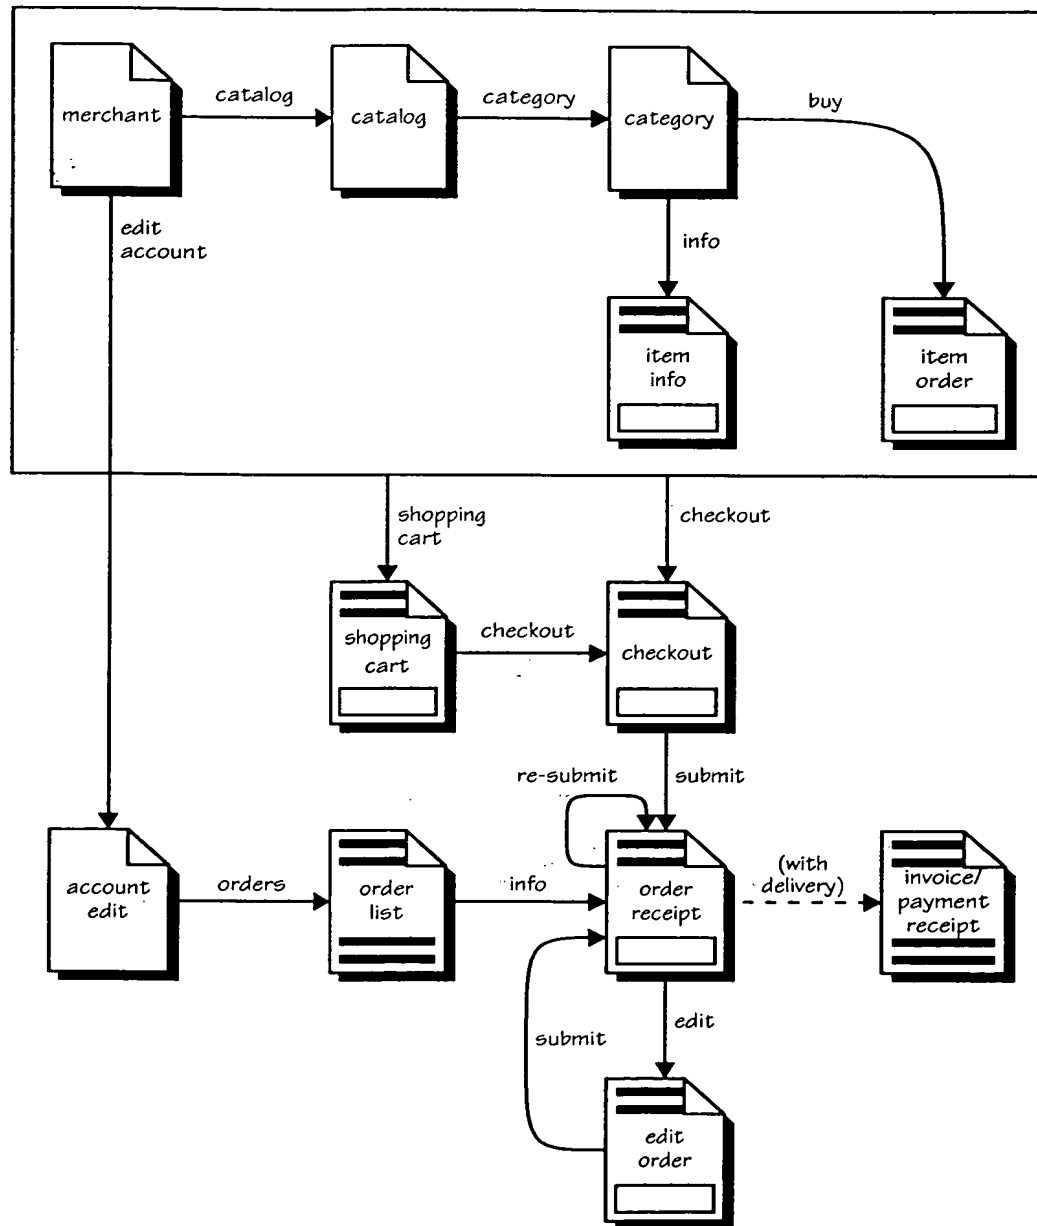 merchant
catalog
catalog
category
category
buy
edit
account
info
item
info
item
order
shopping
cart
checkout
shopping
cart
checkout
checkout
re-submit
submit
account
edit
orders
order
list
info
order
receipt
(with
delivery)
invoice/
payment
receipt
submit
edit
edit
order